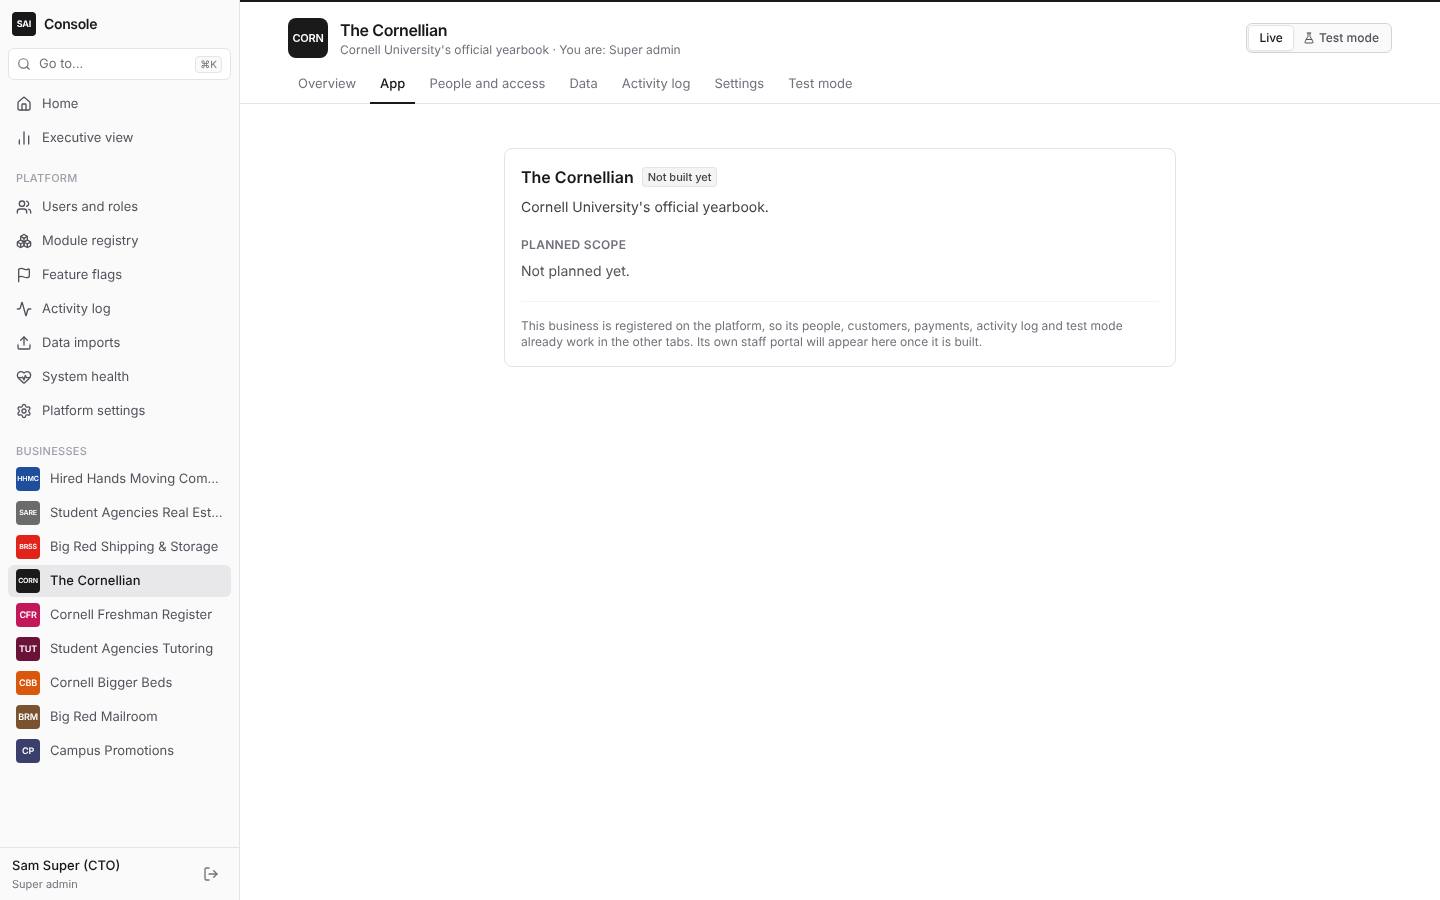 SAI Console
Go to... ⌘K
Home
Executive view
PLATFORM
Users and roles
Module registry
Feature flags
Activity log
Data imports
System health
Platform settings
BUSINESSES
HHMC Hired Hands Moving Com...
SARE Student Agencies Real Est...
BRSS Big Red Shipping & Storage
CORN The Cornellian
CFR Cornell Freshman Register
TUT Student Agencies Tutoring
CBB Cornell Bigger Beds
BRM Big Red Mailroom
CP Campus Promotions
Sam Super (CTO)
Super admin
CORN The Cornellian
Cornell University's official yearbook · You are: Super admin
Live Test mode
Overview App People and access Data Activity log Settings Test mode
The Cornellian Not built yet
Cornell University's official yearbook.
PLANNED SCOPE
Not planned yet.
This business is registered on the platform, so its people, customers, payments, activity log and test mode
already work in the other tabs. Its own staff portal will appear here once it is built.